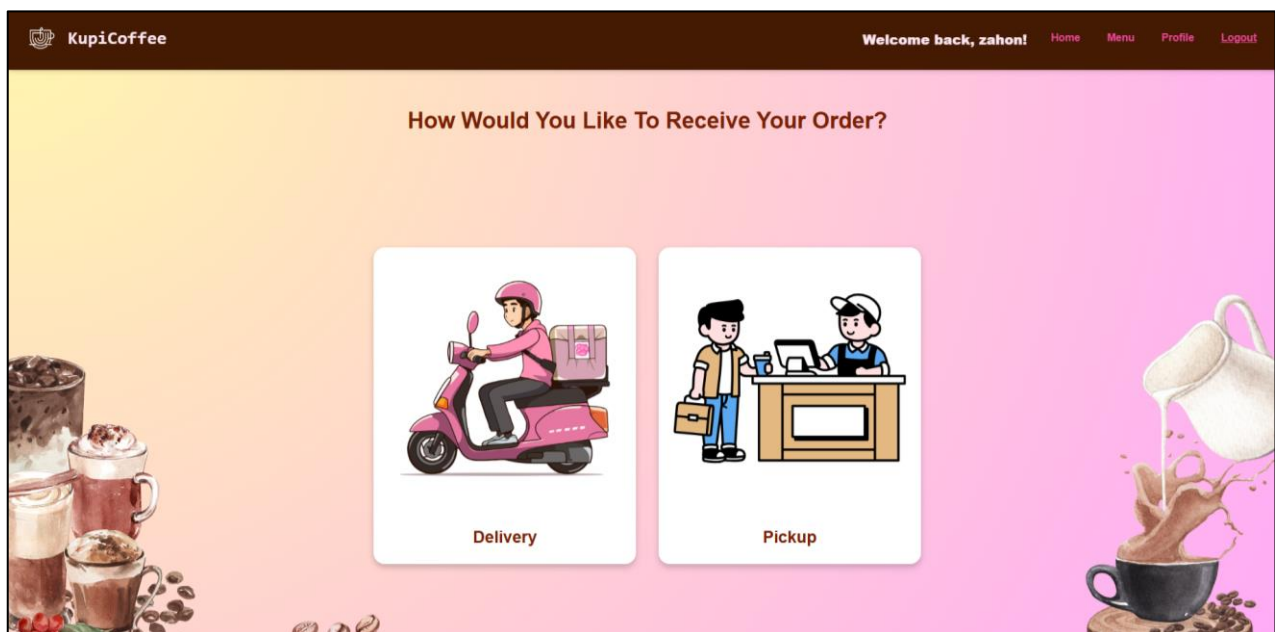 KupiCoffee
Welcome back, zahon!
Home
Menu
Profile
Logout
How Would You Like To Receive Your Order?
Delivery
Pickup